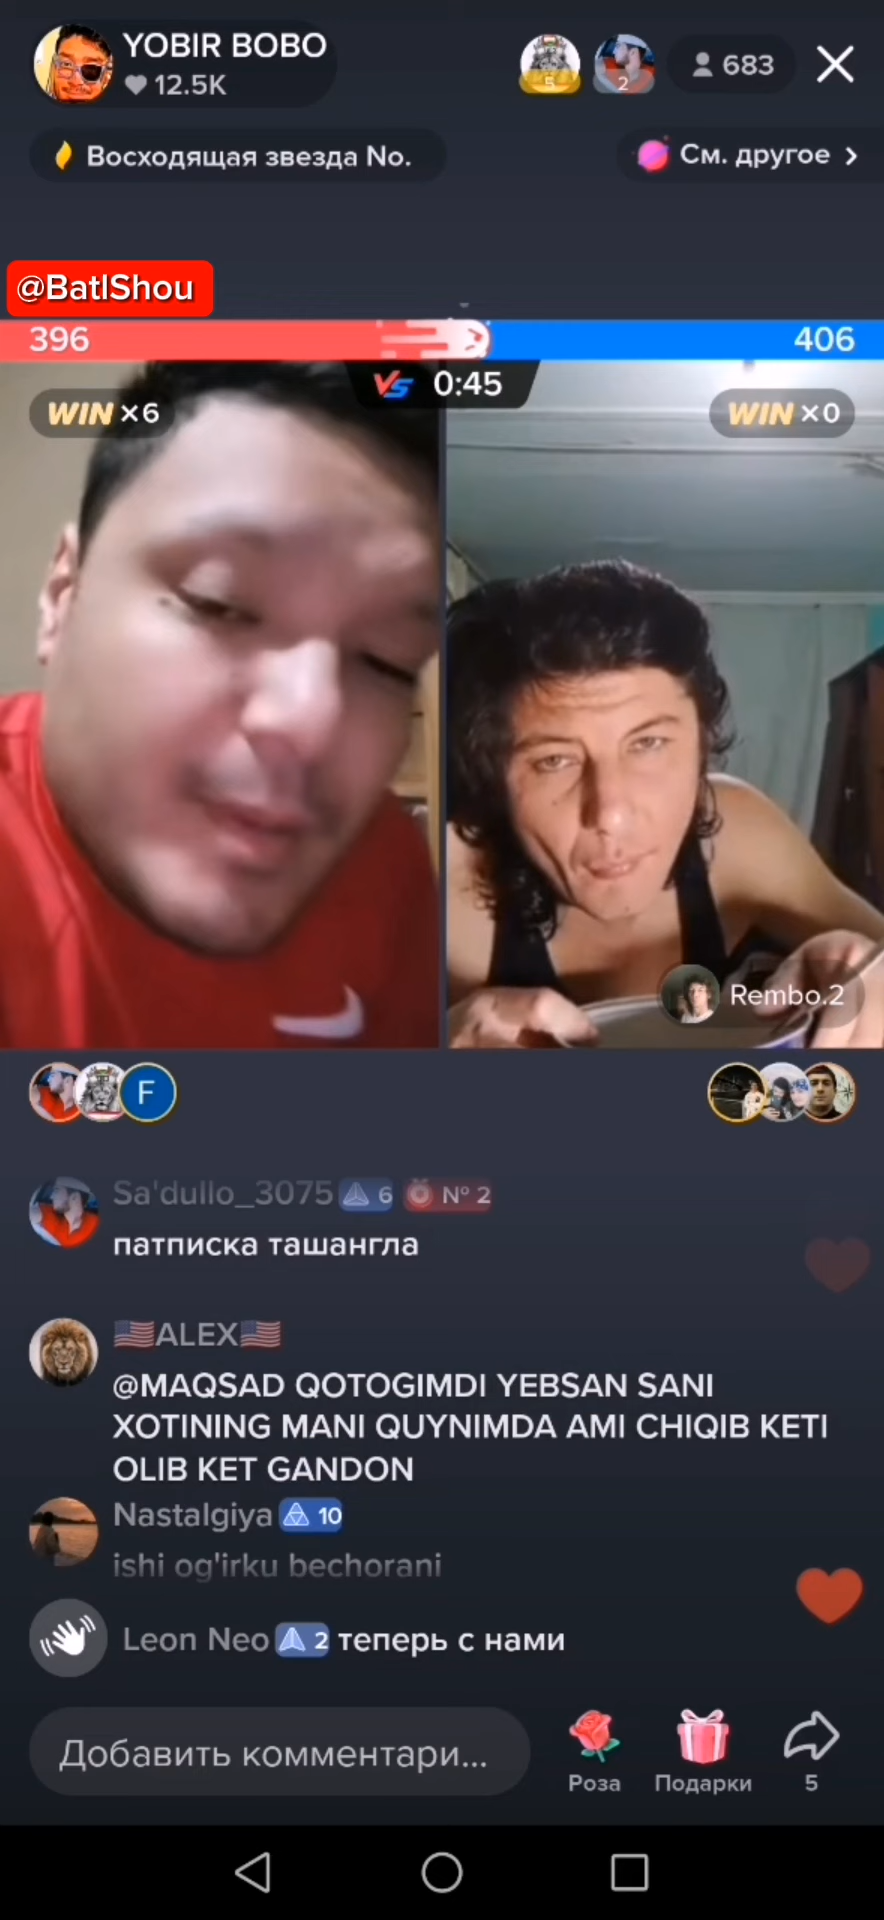 YOBIR BOBO
12.5K
5
2
683
Восходящая звезда No.
См. другое
@BatlShou
396
406
VS 0:45
WIN ×6
WIN ×0
Rembo.2
F
Sa'dullo_3075 6 № 2
патписка ташангла
ALEX
@MAQSAD QOTOGIMDI YEBSAN SANI
XOTINING MANI QUYNIMDA AMI CHIQIB KETI
OLIB KET GANDON
Nastalgiya 10
ishi og'irku bechorani
Leon Neo 2 теперь с нами
Добавить комментари...
Роза
Подарки
5